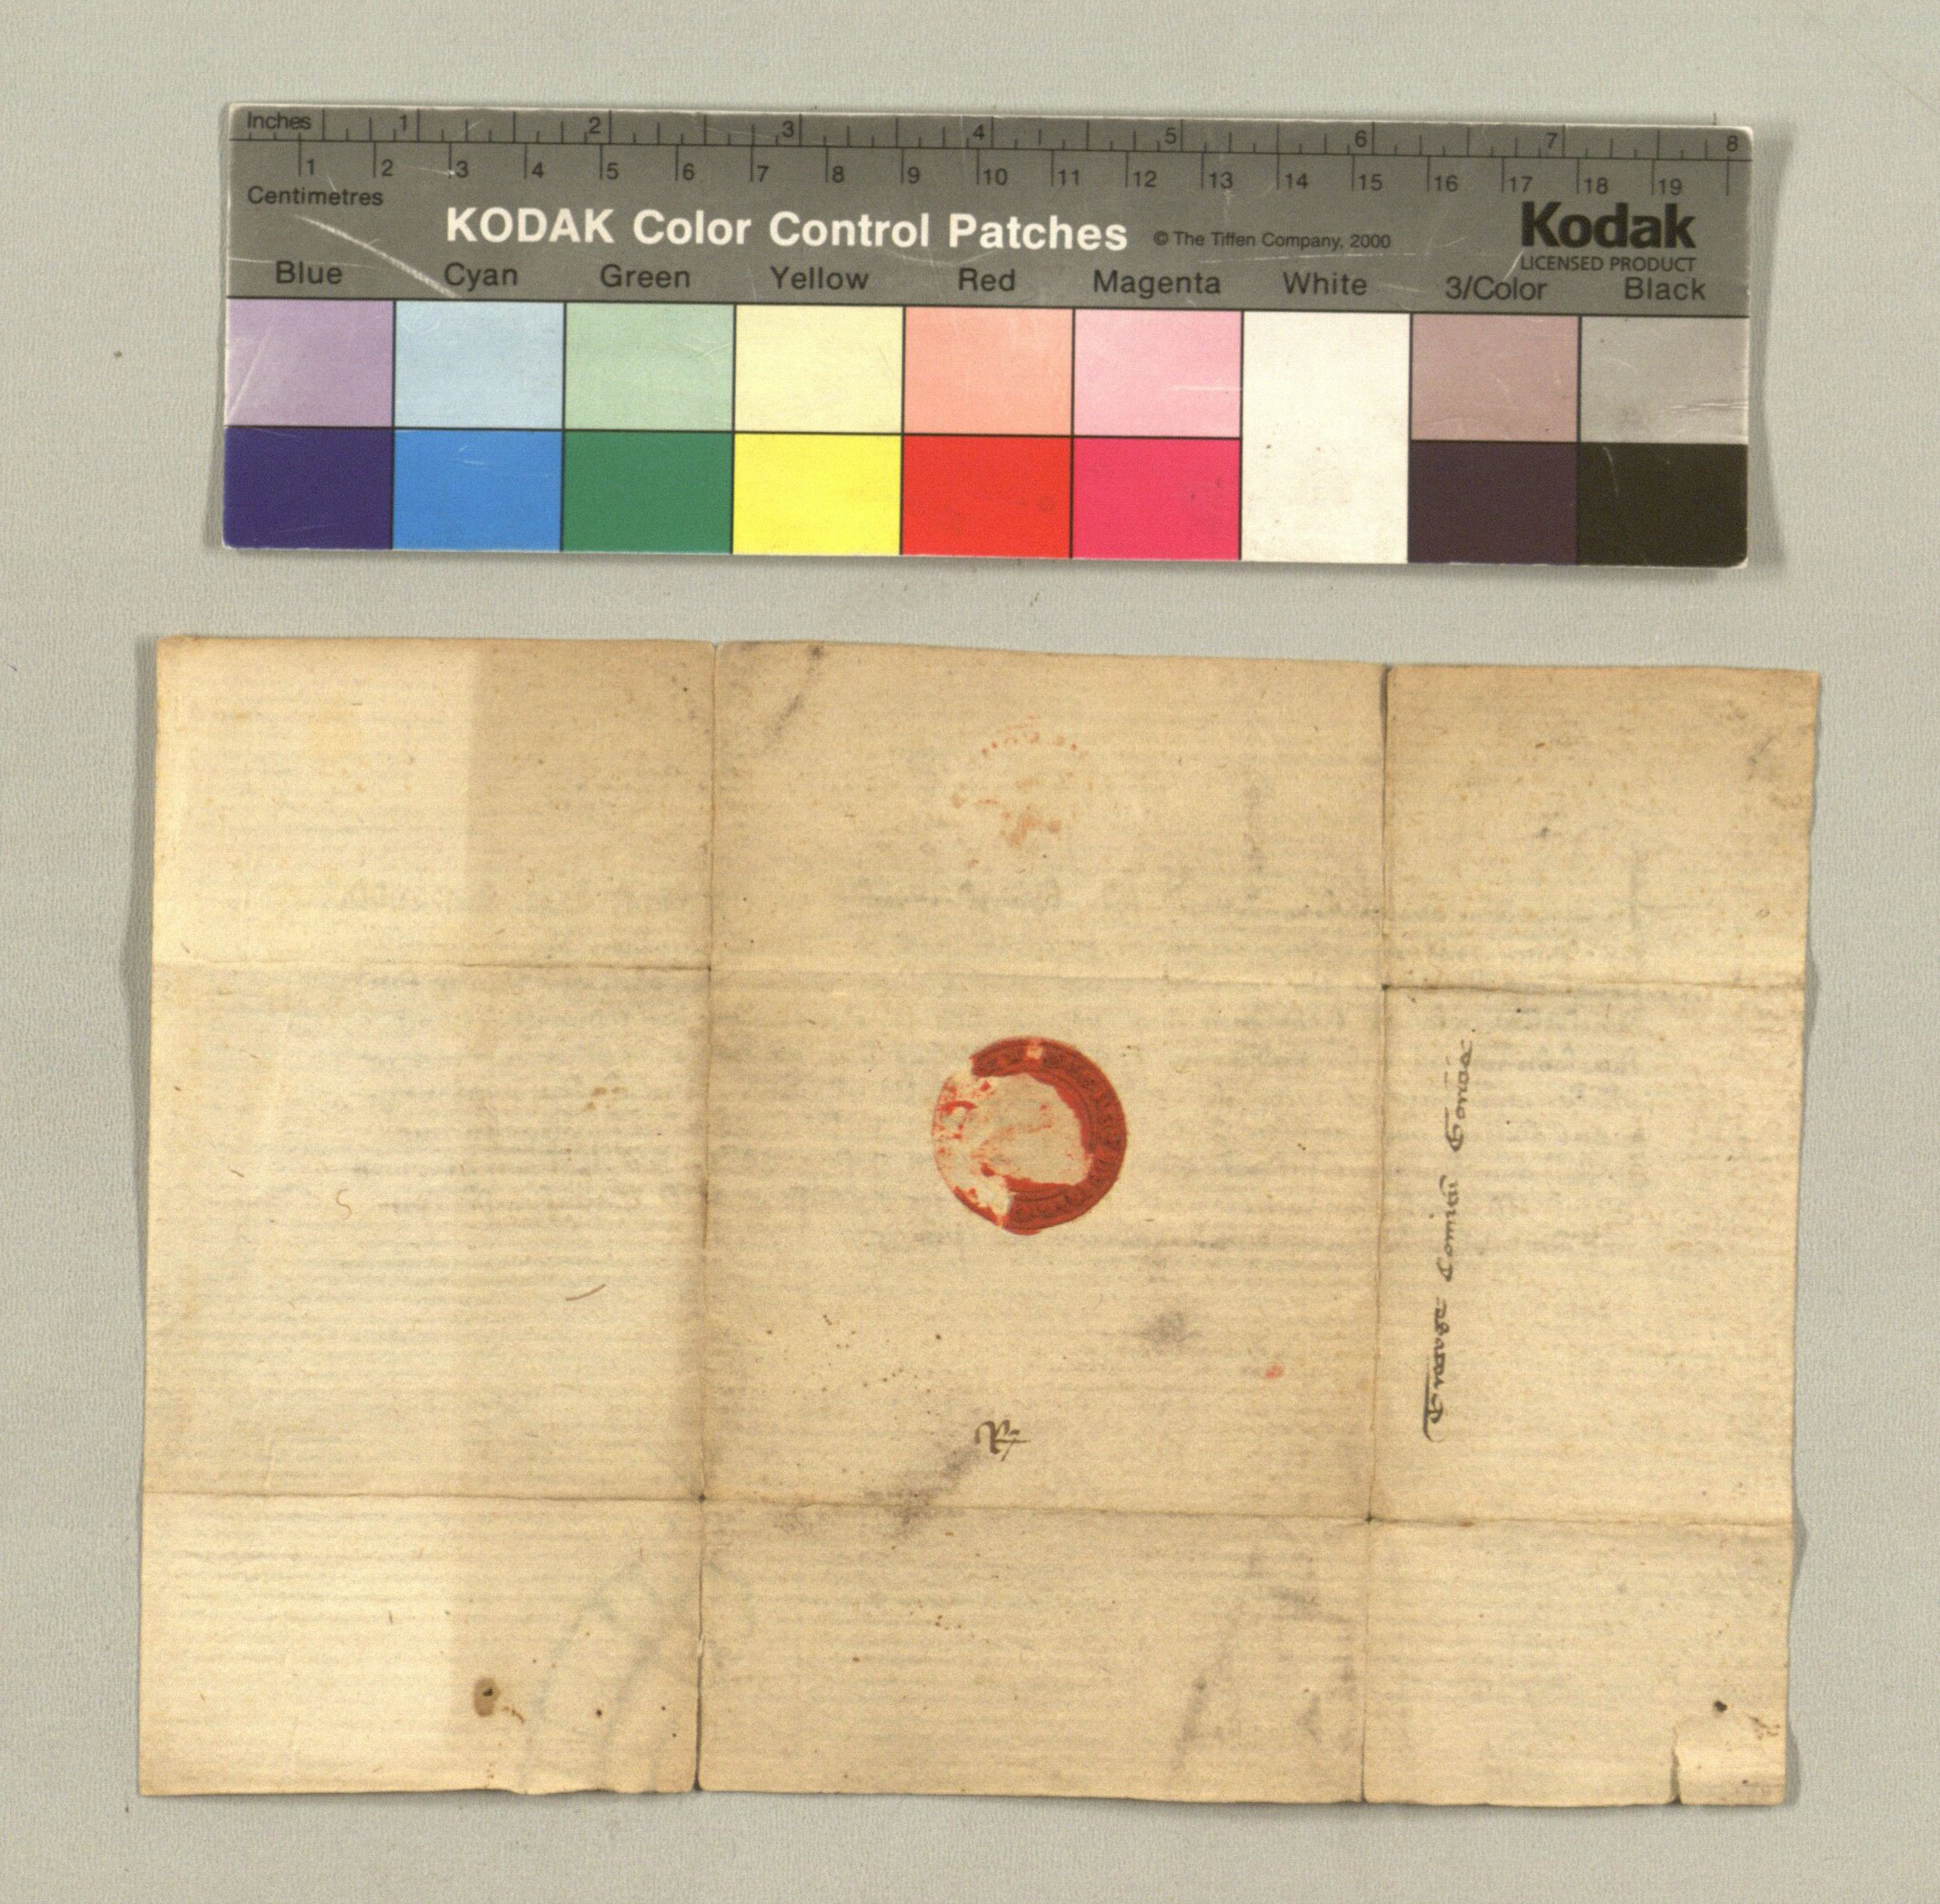 Inches 1 2 3 4 5 6 7 8
1 2 3 4 5 6 7 8 9 10 11 12 13 14 15 16 17 18 19
Centimetres
KODAK Color Control Patches © The Tiffen Company, 2000 Kodak
LICENSED PRODUCT
Blue Cyan Green Yellow Red Magenta White 3/Color Black